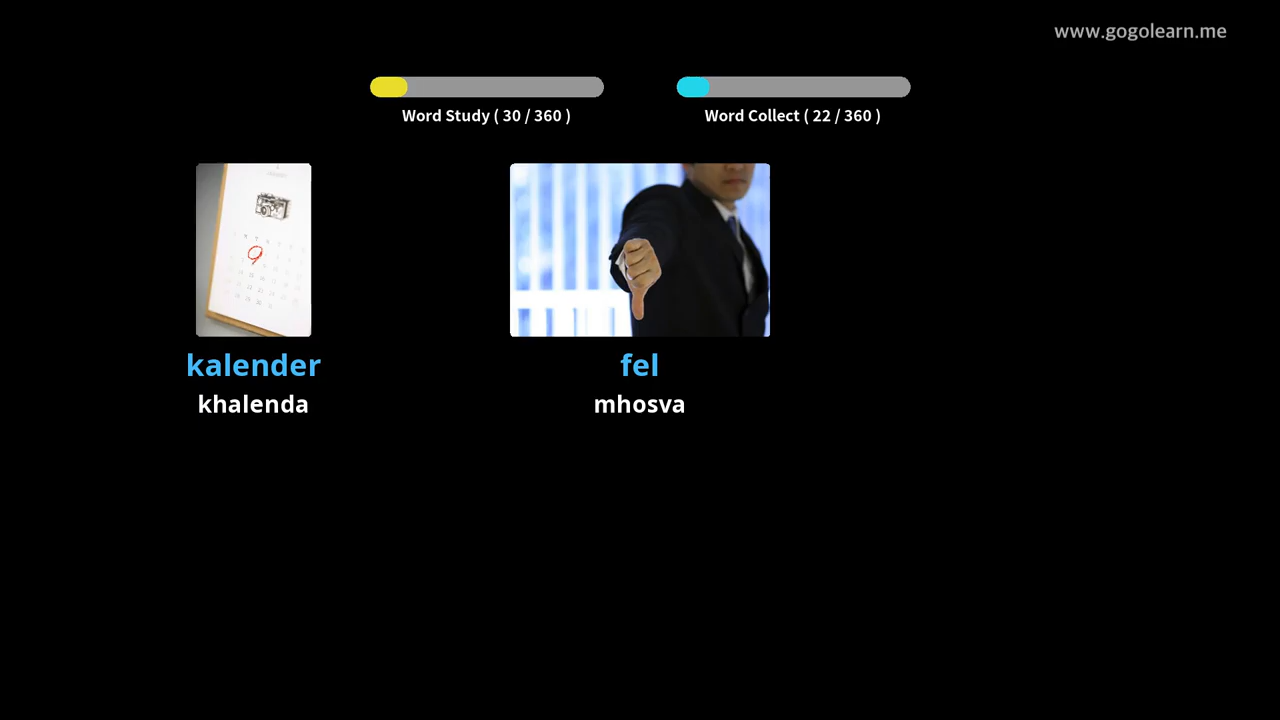 www.gogolearn.me
Word Study ( 30 / 360 )
Word Collect ( 22 / 360 )
kalender
khalenda
fel
mhosva